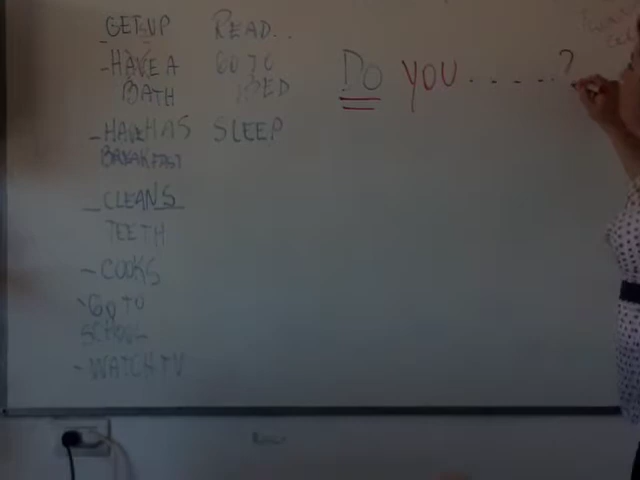 GETS UP
- HAVE A
BATH
- HAVE HAS
BREAKFAST
- CLEANS
TEETH
- COOKS
- GO TO
SCHOOL
- WATCH TV
READ..
GO TO
BED
SLEEP
DO YOU . . . . . ?